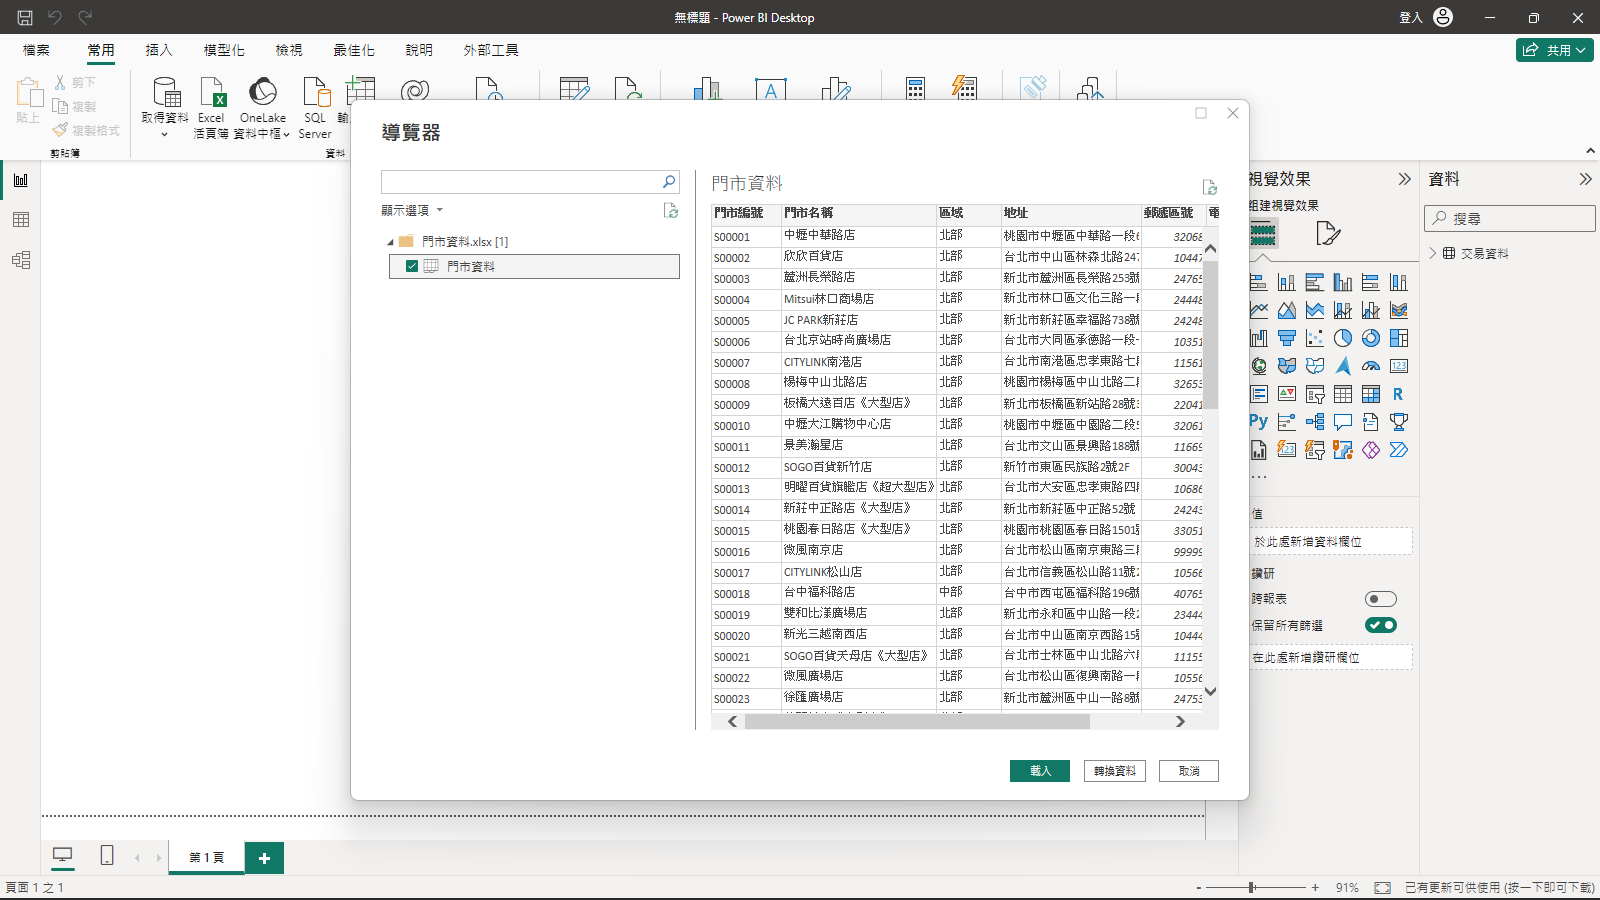 無標題 - Power BI Desktop
登入
檔案 常用 插入 模型化 檢視 最佳化 說明 外部工具
共用
貼上
剪下
複製
複製格式
剪貼簿
取得資料
Excel
活頁簿
OneLake
資料中樞
SQL
Server
資料
導覽器
顯示選項
門市資料.xlsx [1]
門市資料
門市資料
門市編號 門市名稱 區域 地址 郵遞區號 電
S00001 中壢中華路店 北部 桃園市中壢區中華一段6 32068
S00002 欣欣百貨店 北部 台北市中山區林森北路247 10447
S00003 蘆洲長榮路店 北部 新北市蘆洲區長榮路253號 24765
S00004 Mitsui林口商場店 北部 新北市林口區文化三路一段 24448
S00005 JC PARK新莊店 北部 新北市新莊區幸福路738號 24248
S00006 台北京站時尚廣場店 北部 台北市大同區承德路一段 10351
S00007 CITYLINK南港店 北部 台北市南港區忠孝東路七段 11561
S00008 楊梅中山北路店 北部 桃園市楊梅區中山北路二段 32653
S00009 板橋大遠百店《大型店》 北部 新北市板橋區新站路28號 22041
S00010 中壢大江購物中心店 北部 桃園市中壢區中園路二段5 32061
S00011 景美瀚星店 北部 台北市文山區景興路188號 11669
S00012 SOGO百貨新竹店 北部 新竹市東區民族路2號2F 30043
S00013 明曜百貨旗艦店《超大型店》 北部 台北市大安區忠孝東路四段 10686
S00014 新莊中正路店《大型店》 北部 新北市新莊區中正路52號 24243
S00015 桃園春日路店《大型店》 北部 桃園市桃園區春日路1501號 33051
S00016 微風南京店 北部 台北市松山區南京東路三段 99999
S00017 CITYLINK松山店 北部 台北市信義區松山路11號 10566
S00018 台中福科路店 中部 台中市西屯區福科路196號 40765
S00019 雙和比漾廣場店 北部 新北市永和區中山路一段2 23444
S00020 新光三越南西店 北部 台北市中山區南京西路15號 10444
S00021 SOGO百貨天母店《大型店》 北部 台北市士林區中山北路六段 11155
S00022 微風廣場店 北部 台北市松山區復興南路一段 10556
S00023 徐匯廣場店 北部 新北市蘆洲區中山一路8號 24753
載入 轉換資料 取消
視覺效果
組建視覺效果
值
於此處新增資料欄位
鑽研
跨報表
保留所有篩選
在此處新增鑽研欄位
資料
搜尋
交易資料
第 1 頁
頁面 1 之 1
- + 91%
已有更新可供使用 (按一下即可下載)